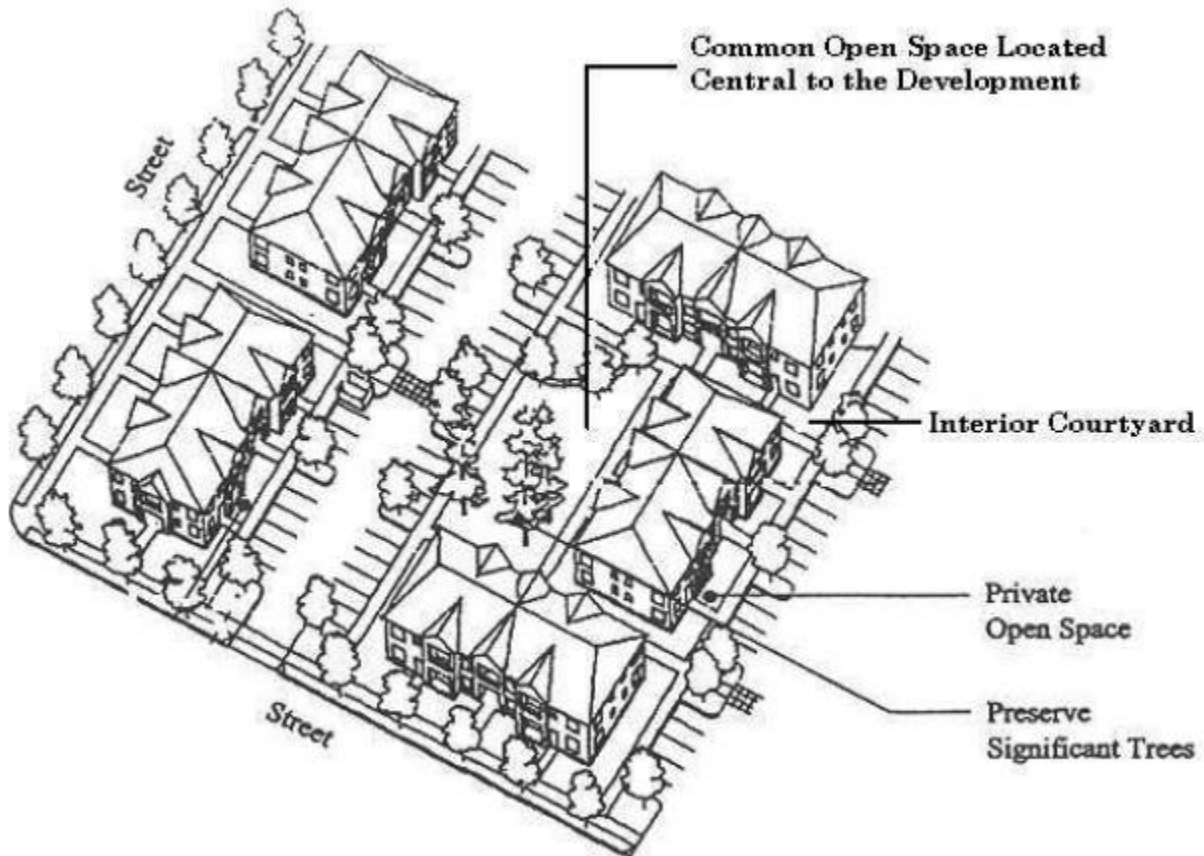 Common Open Space Located
Central to the Development
Street
Interior Courtyard
Private
Open Space
Street
Preserve
Significant Trees